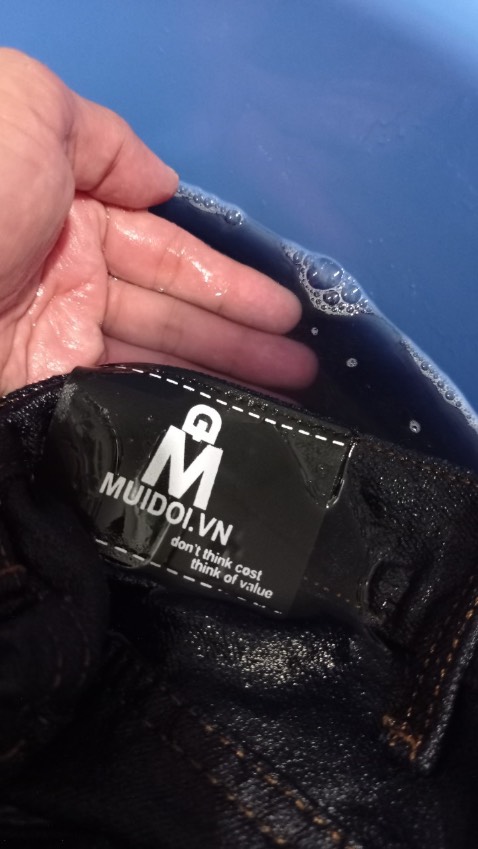 G
M
MUIDOI.VN
don't think cost
think of value